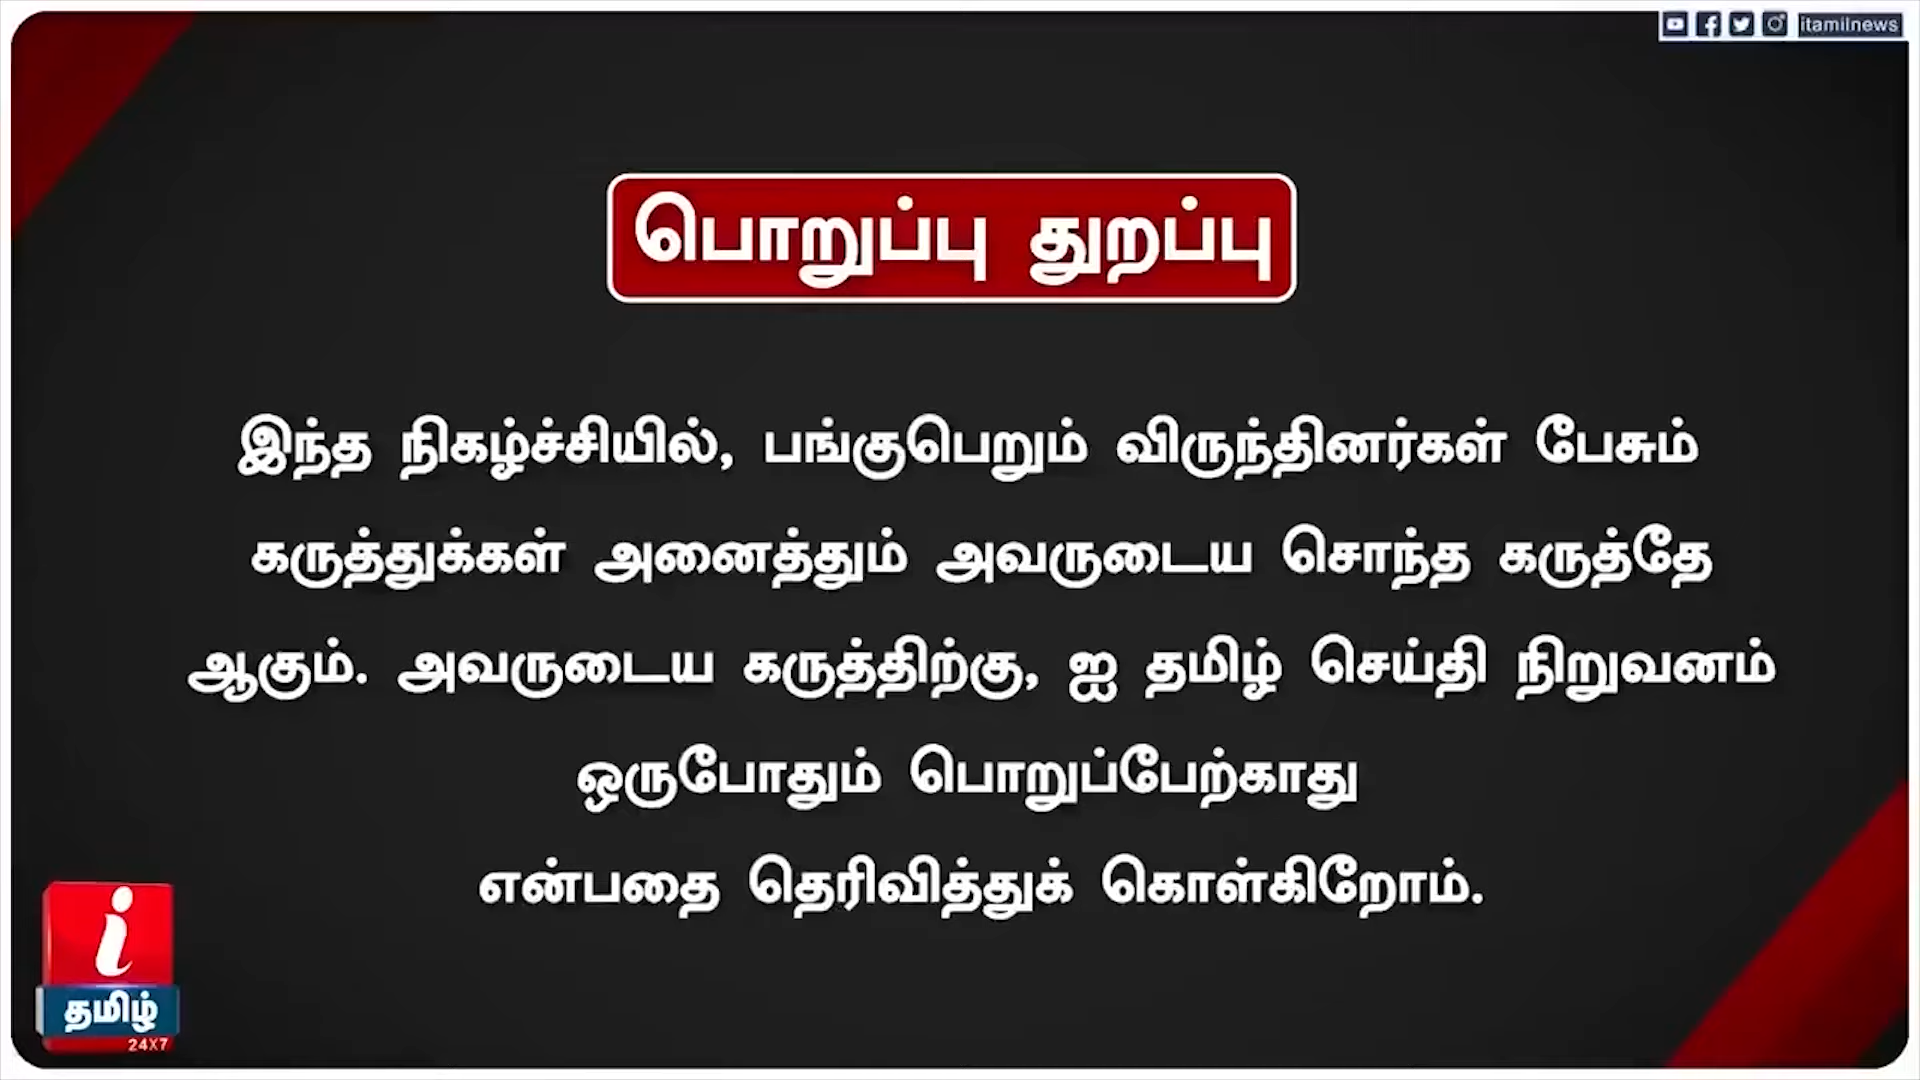 itamilnews
பொறுப்பு துறப்பு
இந்த நிகழ்ச்சியில், பங்குபெறும் விருந்தினர்கள் பேசும்
கருத்துக்கள் அனைத்தும் அவருடைய சொந்த கருத்தே
ஆகும். அவருடைய கருத்திற்கு, ஐ தமிழ் செய்தி நிறுவனம்
ஒருபோதும் பொறுப்பேற்காது
என்பதை தெரிவித்துக் கொள்கிறோம்.
i
தமிழ்
24X7